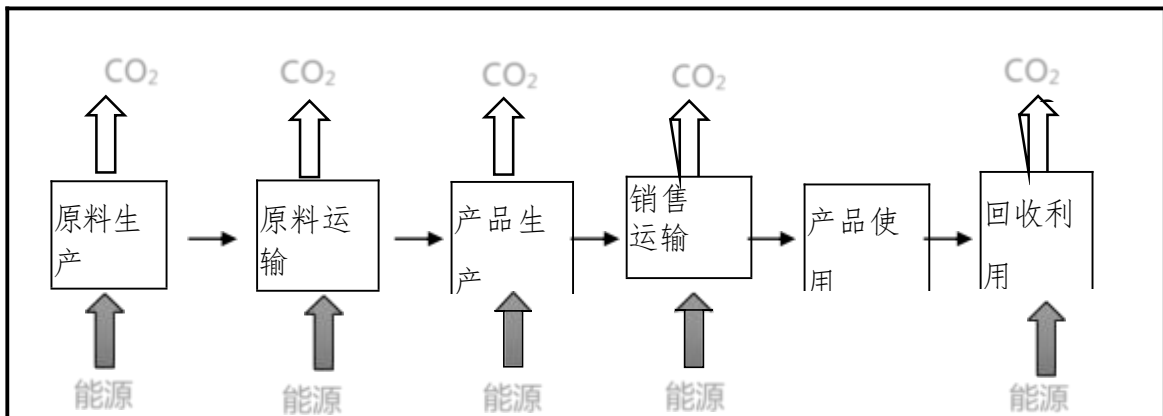 CO₂ CO₂ CO₂ CO₂ CO₂
原料生
产
原料运
输
产品生
产
销售
运输
产品使
用
回收利
用
能源 能源 能源 能源 能源